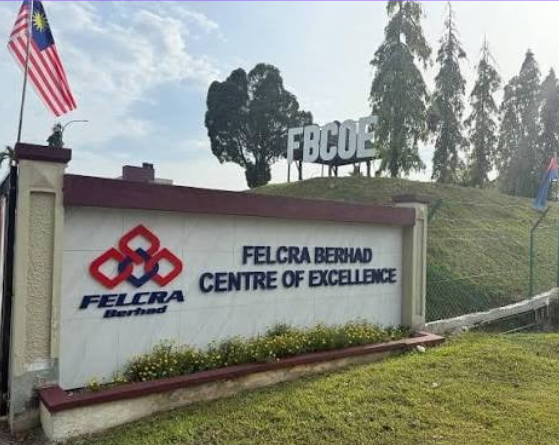 FBCOE
FELCRA
Berhad
FELCRA BERHAD
CENTRE OF EXCELLENCE